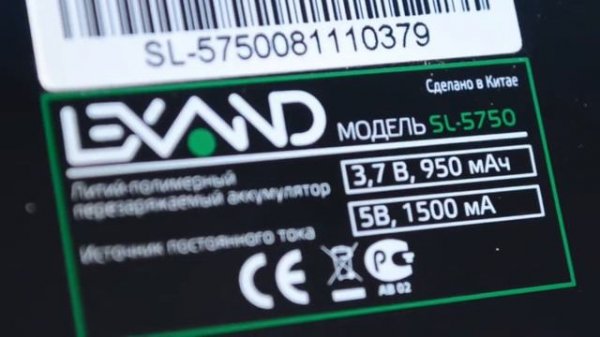 SL-5750081110379
Сделано в Китае
LEXAND
МОДЕЛЬ SL-5750
Литий-полимерный
перезаряжаемый аккумулятор
3,7 В, 950 мАч
Источник постоянного тока
5В, 1500 мА
CE
РС
АВ 02